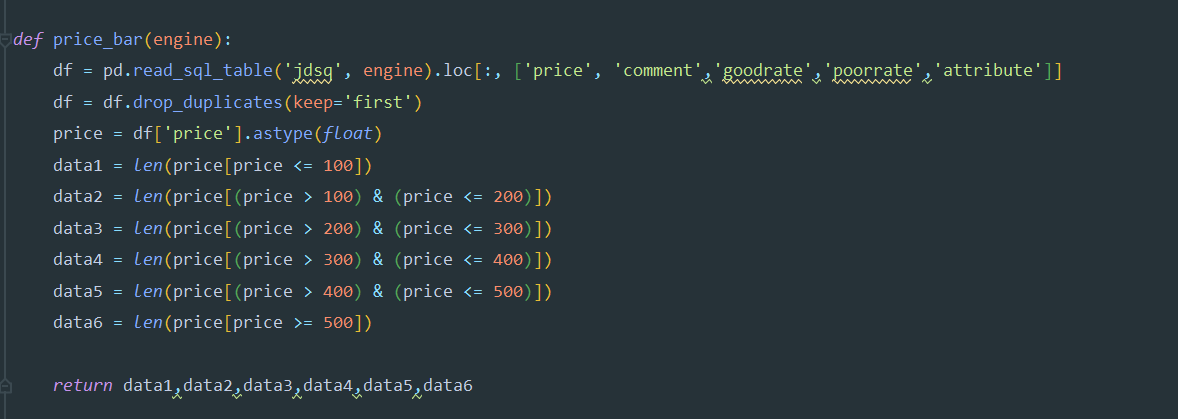 def price_bar(engine):
    df = pd.read_sql_table('jdsq', engine).loc[:, ['price', 'comment','goodrate','poorrate','attribute']]
    df = df.drop_duplicates(keep='first')
    price = df['price'].astype(float)
    data1 = len(price[price <= 100])
    data2 = len(price[(price > 100) & (price <= 200)])
    data3 = len(price[(price > 200) & (price <= 300)])
    data4 = len(price[(price > 300) & (price <= 400)])
    data5 = len(price[(price > 400) & (price <= 500)])
    data6 = len(price[price >= 500])
    return data1,data2,data3,data4,data5,data6